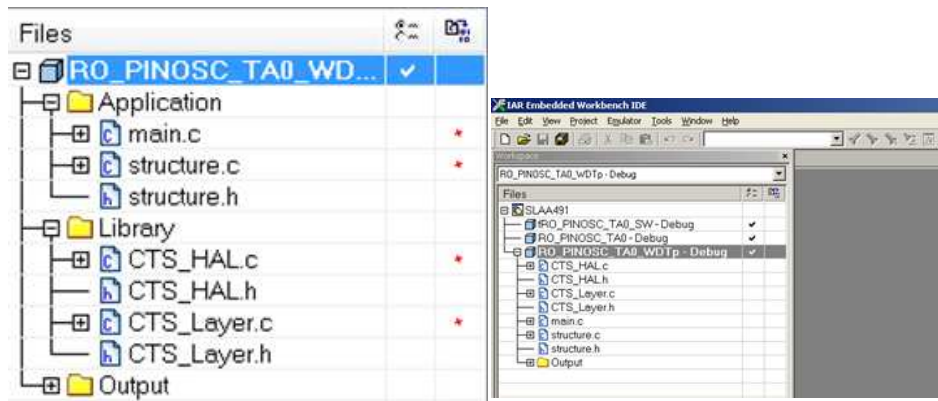 Files
RO_PINOSC_TA0_WD...
Application
main.c
structure.c
structure.h
Library
CTS_HAL.c
CTS_HAL.h
CTS_Layer.c
CTS_Layer.h
Output
IAR Embedded Workbench IDE
File Edit View Project Emulator Tools Window Help
Workspace
RO_PINOSC_TA0_WDTp - Debug
Files
SLAA491
fRO_PINOSC_TA0_SW - Debug
RO_PINOSC_TA0 - Debug
RO_PINOSC_TA0_WDTp - Debug
CTS_HAL.c
CTS_HAL.h
CTS_Layer.c
CTS_Layer.h
main.c
structure.c
structure.h
Output